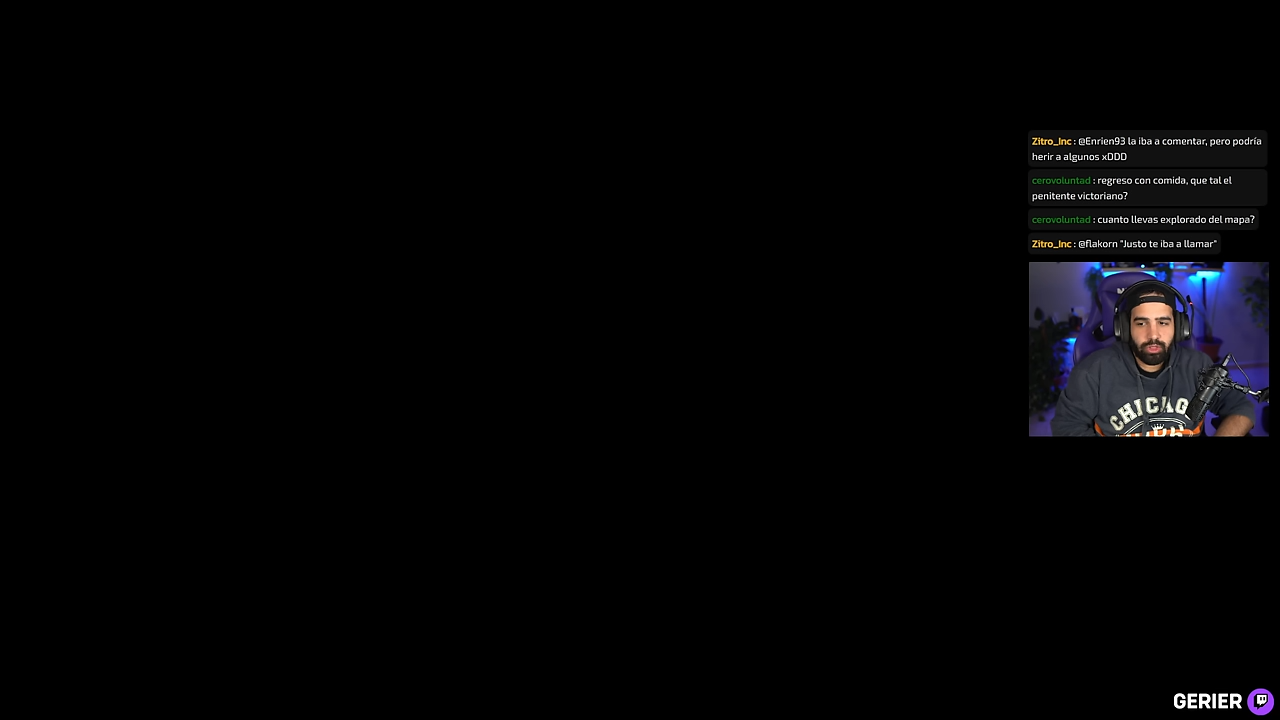 Zitro_Inc : @Enrien93 la iba a comentar, pero podría
herir a algunos xDDD
cerovoluntad : regreso con comida, que tal el
penitente victoriano?
cerovoluntad : cuanto llevas explorado del mapa?
Zitro_Inc : @flakorn "Justo te iba a llamar"
CHICAGO
GERIER